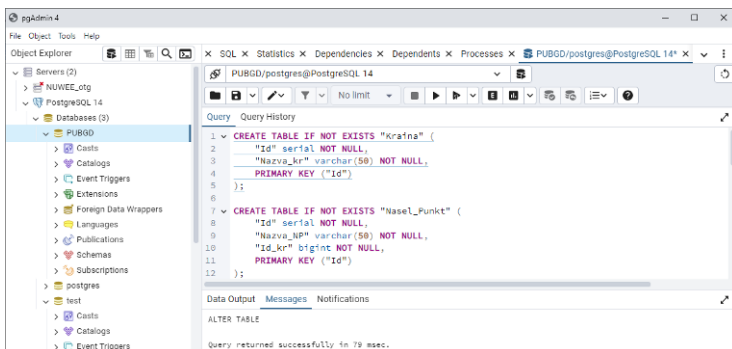 pgAdmin 4
File Object Tools Help
Object Explorer
SQL Statistics Dependencies Dependents Processes PUBGD/postgres@PostgreSQL 14*
Servers (2)
NUWEE_otg
PostgreSQL 14
Databases (3)
PUBGD
Casts
Catalogs
Event Triggers
Extensions
Foreign Data Wrappers
Languages
Publications
Schemas
Subscriptions
postgres
test
Casts
Catalogs
Event Triggers
PUBGD/postgres@PostgreSQL 14
No limit
Query Query History
1 CREATE TABLE IF NOT EXISTS "Kraina" (
2 "Id" serial NOT NULL,
3 "Nazva_kr" varchar(50) NOT NULL,
4 PRIMARY KEY ("Id")
5 );
6
7 CREATE TABLE IF NOT EXISTS "Nasel_Punkt" (
8 "Id" serial NOT NULL,
9 "Nazva_NP" varchar(50) NOT NULL,
10 "Id_kr" bigint NOT NULL,
11 PRIMARY KEY ("Id")
12 );
Data Output Messages Notifications
ALTER TABLE
Query returned successfully in 79 msec.